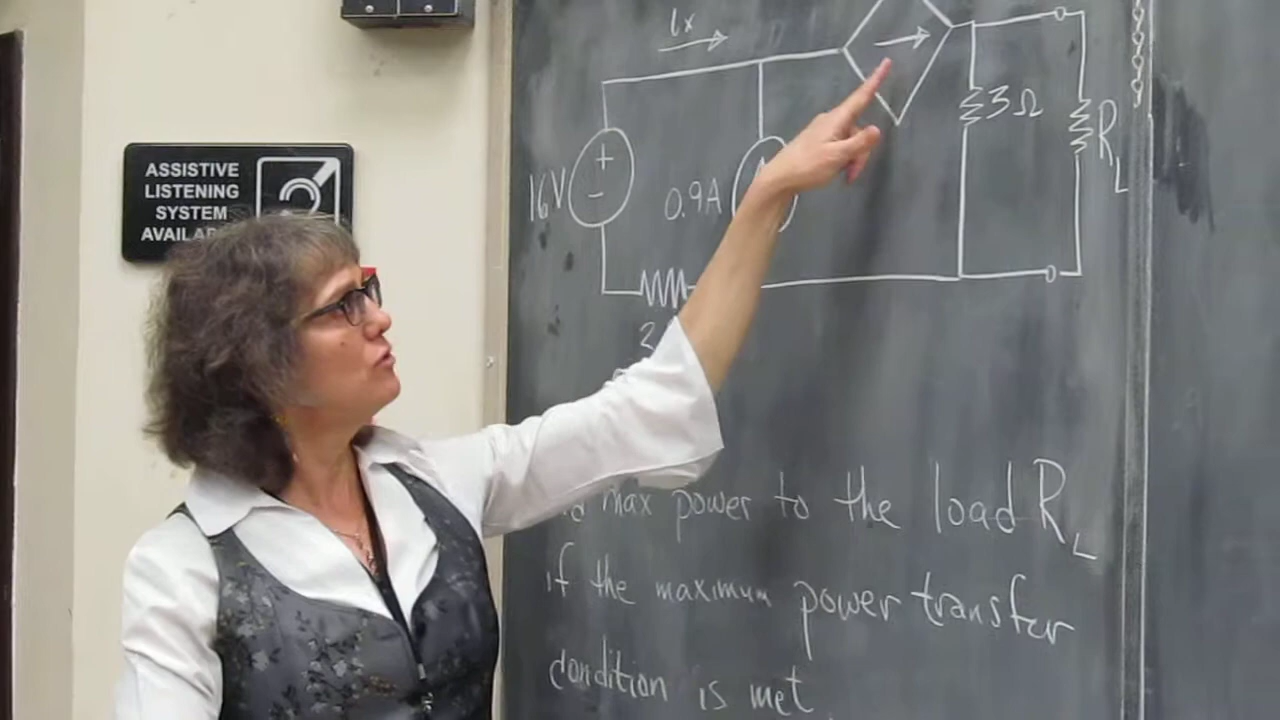 ix
ASSISTIVE
LISTENING
SYSTEM
16V
+
−
0.9A
3Ω
RL
2
max power to the load RL
if the maximum power transfer
condition is met